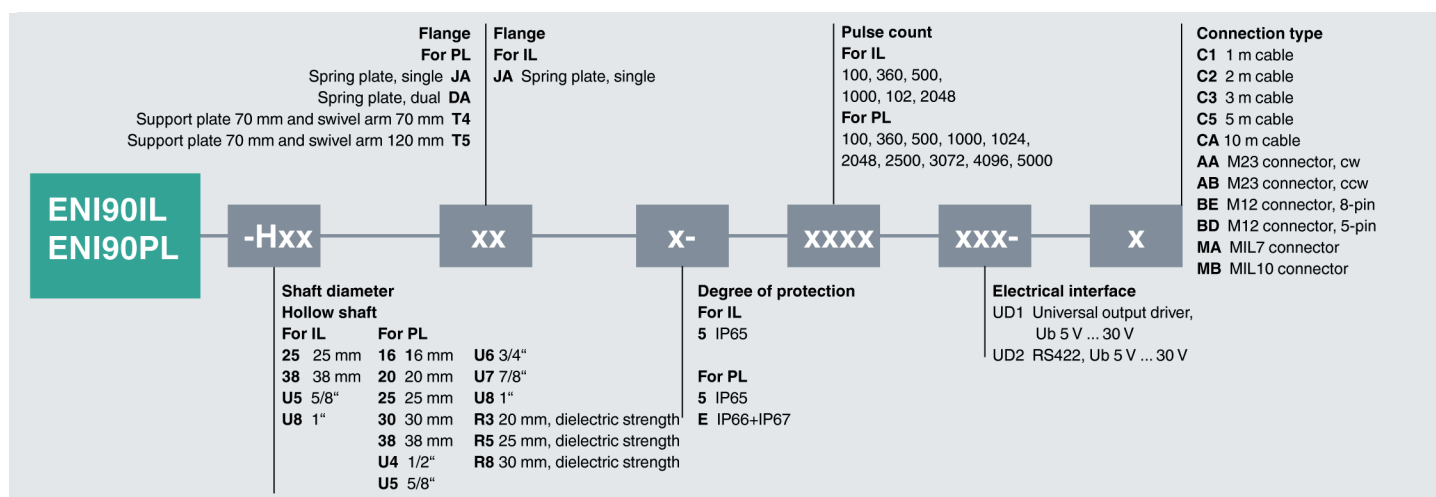 Flange
For PL
Spring plate, single JA
Spring plate, dual DA
Support plate 70 mm and swivel arm 70 mm T4
Support plate 70 mm and swivel arm 120 mm T5
Flange
For IL
JA Spring plate, single
Pulse count
For IL
100, 360, 500,
1000, 102, 2048
For PL
100, 360, 500, 1000, 1024,
2048, 2500, 3072, 4096, 5000
Connection type
C1 1 m cable
C2 2 m cable
C3 3 m cable
C5 5 m cable
CA 10 m cable
AA M23 connector, cw
AB M23 connector, ccw
BE M12 connector, 8-pin
BD M12 connector, 5-pin
MA MIL7 connector
MB MIL10 connector
ENI90IL
ENI90PL
-Hxx
xx
x-
xxxx
xxx-
x
Shaft diameter
Hollow shaft
For IL
25 25 mm
38 38 mm
U5 5/8“
U8 1“
For PL
16 16 mm
20 20 mm
25 25 mm
30 30 mm
38 38 mm
U4 1/2“
U5 5/8“
U6 3/4“
U7 7/8“
U8 1“
R3 20 mm, dielectric strength
R5 25 mm, dielectric strength
R8 30 mm, dielectric strength
Degree of protection
For IL
5 IP65
For PL
5 IP65
E IP66+IP67
Electrical interface
UD1 Universal output driver,
Ub 5 V ... 30 V
UD2 RS422, Ub 5 V ... 30 V